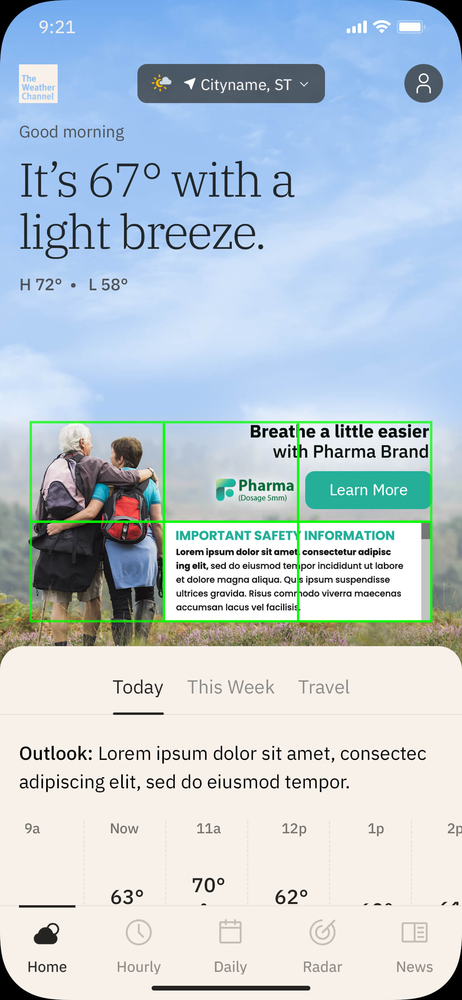 9:21
The
Weather
Channel
Cityname, ST
Good morning
It’s 67° with a
light breeze.
H 72° • L 58°
Breathe a little easier
with Pharma Brand
Pharma
(Dosage 5mm)
Learn More
IMPORTANT SAFETY INFORMATION
Lorem ipsum dolor sit amet, consectetur adipisc
ing elit, sed do eiusmod tempor incididunt ut labore
et dolore magna aliqua. Quis ipsum suspendisse
ultrices gravida. Risus commodo viverra maecenas
accumsan lacus vel facilisis.
Today This Week Travel
Outlook: Lorem ipsum dolor sit amet, consectec
adipiscing elit, sed do eiusmod tempor.
9a Now 11a 12p 1p 2p
63° 70° 62°
Home Hourly Daily Radar News